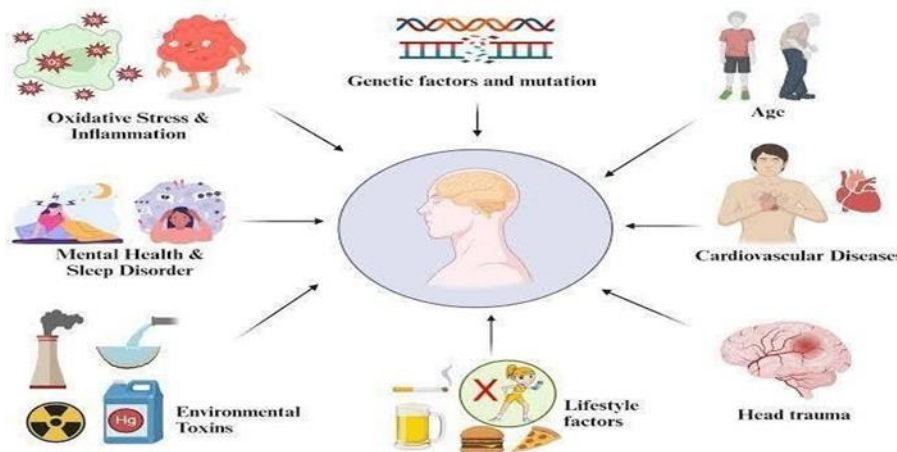 Genetic factors and mutation
Oxidative Stress &
Inflammation
Age
Mental Health &
Sleep Disorder
Cardiovascular Diseases
Environmental
Toxins
Hg
Lifestyle
factors
Head trauma